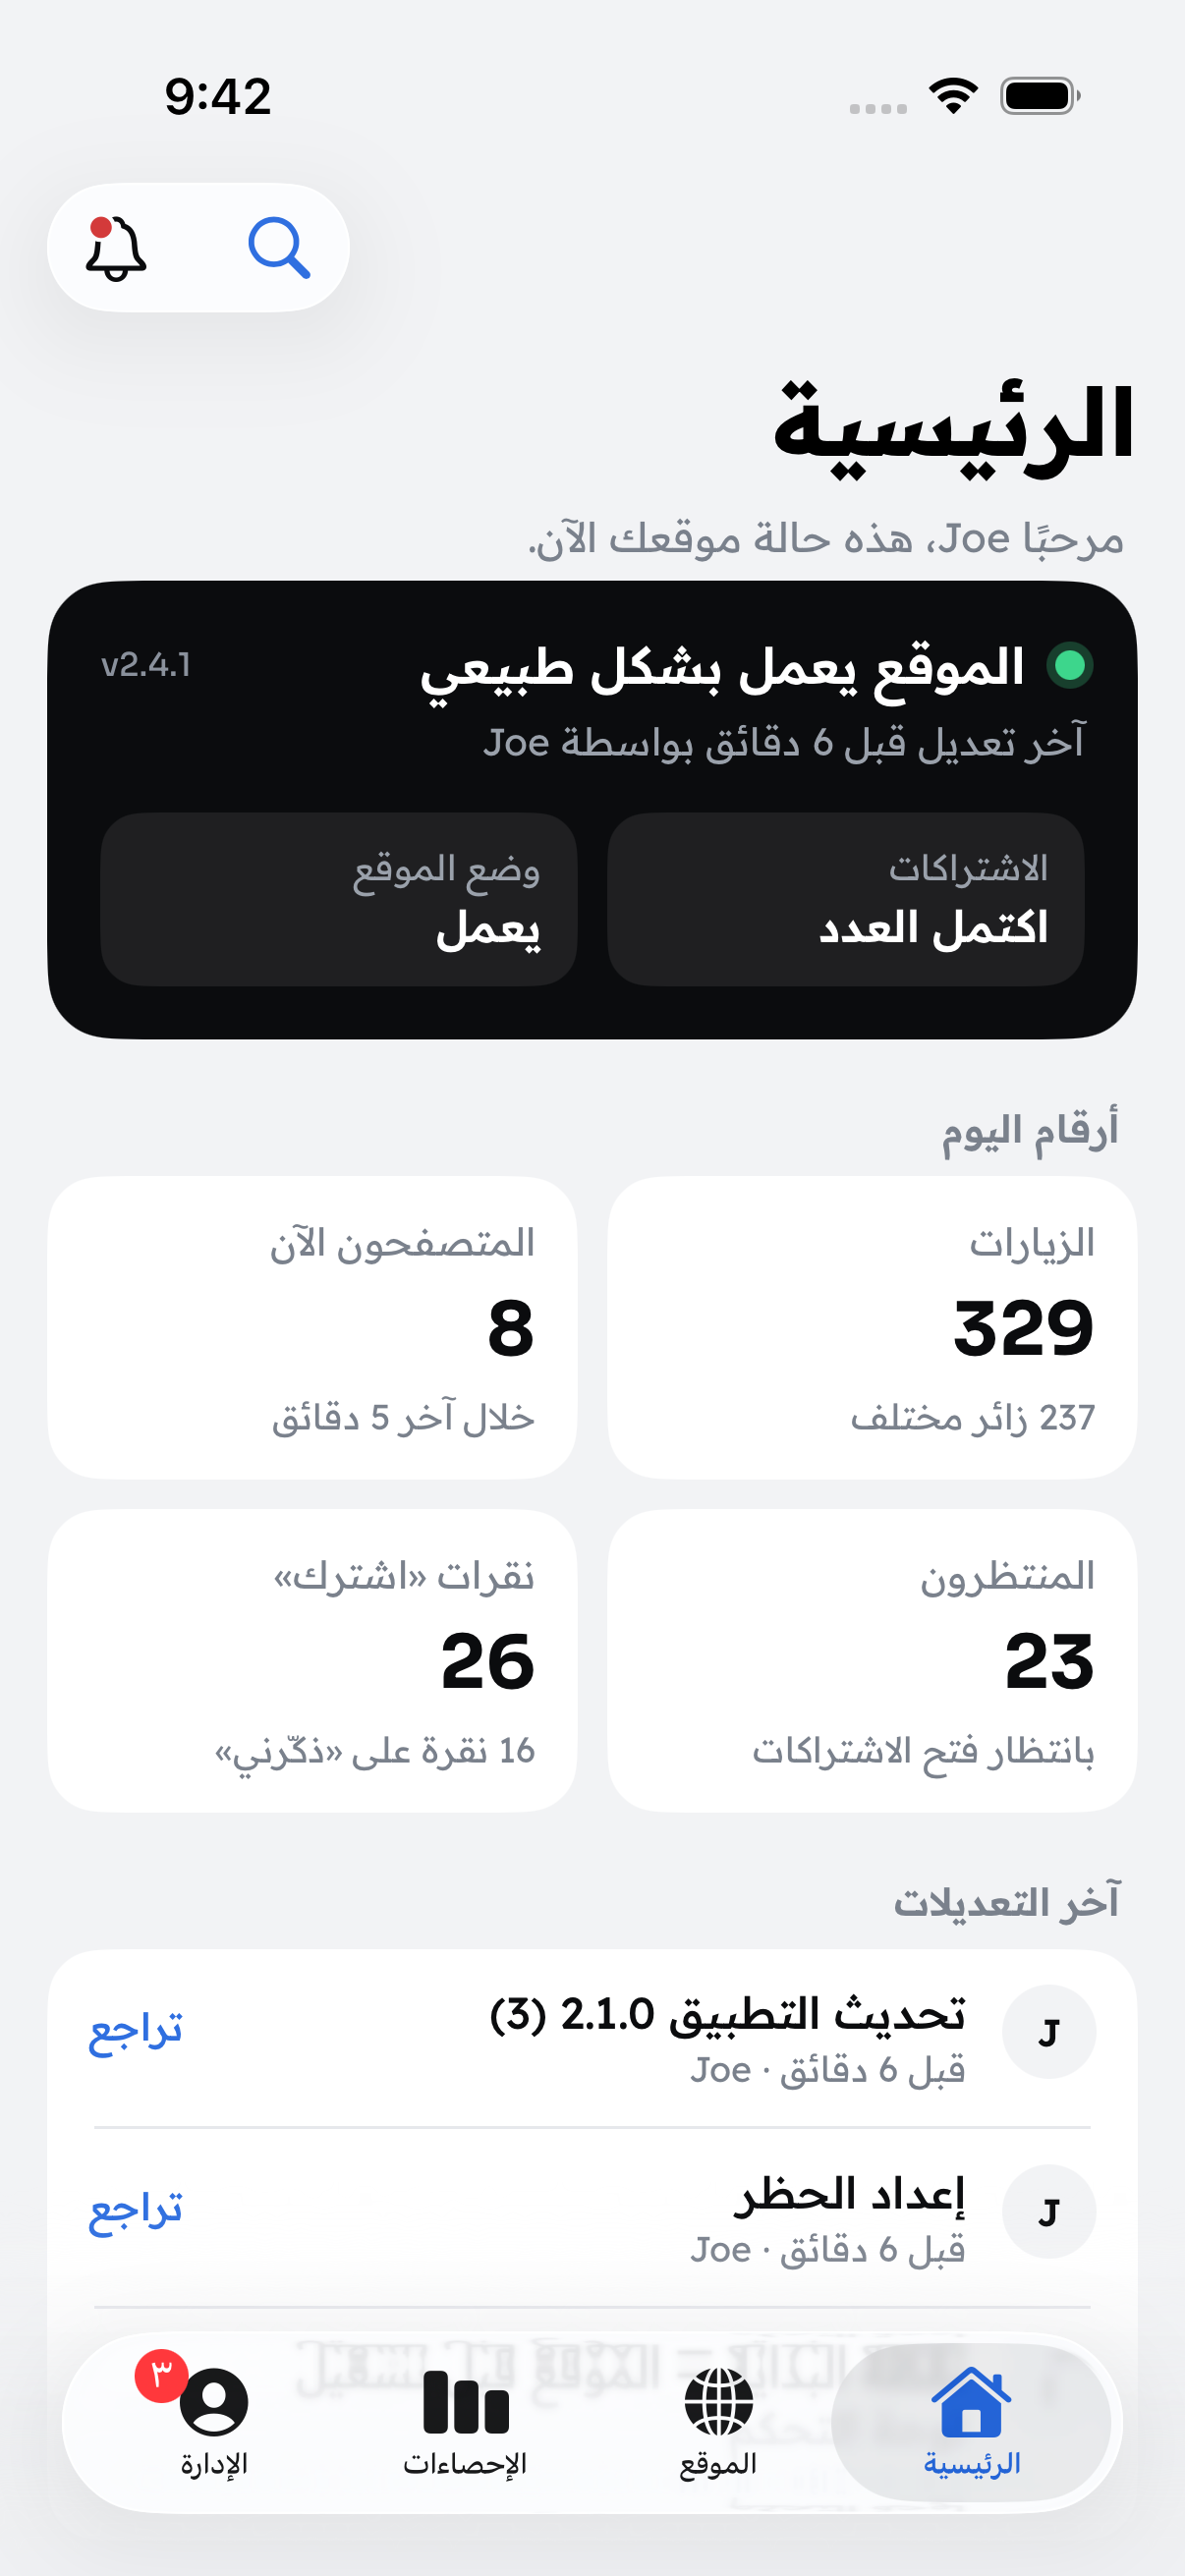 9:42
الرئيسية
مرحبًا Joe، هذه حالة موقعك الآن.
الموقع يعمل بشكل طبيعي
v2.4.1
آخر تعديل قبل 6 دقائق بواسطة Joe
الاشتراكات
اكتمل العدد
وضع الموقع
يعمل
أرقام اليوم
الزيارات
329
237 زائر مختلف
المتصفحون الآن
8
خلال آخر 5 دقائق
المنتظرون
23
بانتظار فتح الاشتراكات
نقرات «اشترك»
26
16 نقرة على «ذكّرني»
آخر التعديلات
J
تحديث التطبيق 2.1.0 (3)
قبل 6 دقائق · Joe
تراجع
J
إعداد الحظر
قبل 6 دقائق · Joe
تراجع
الرئيسية
الموقع
الإحصاءات
الإدارة
٣